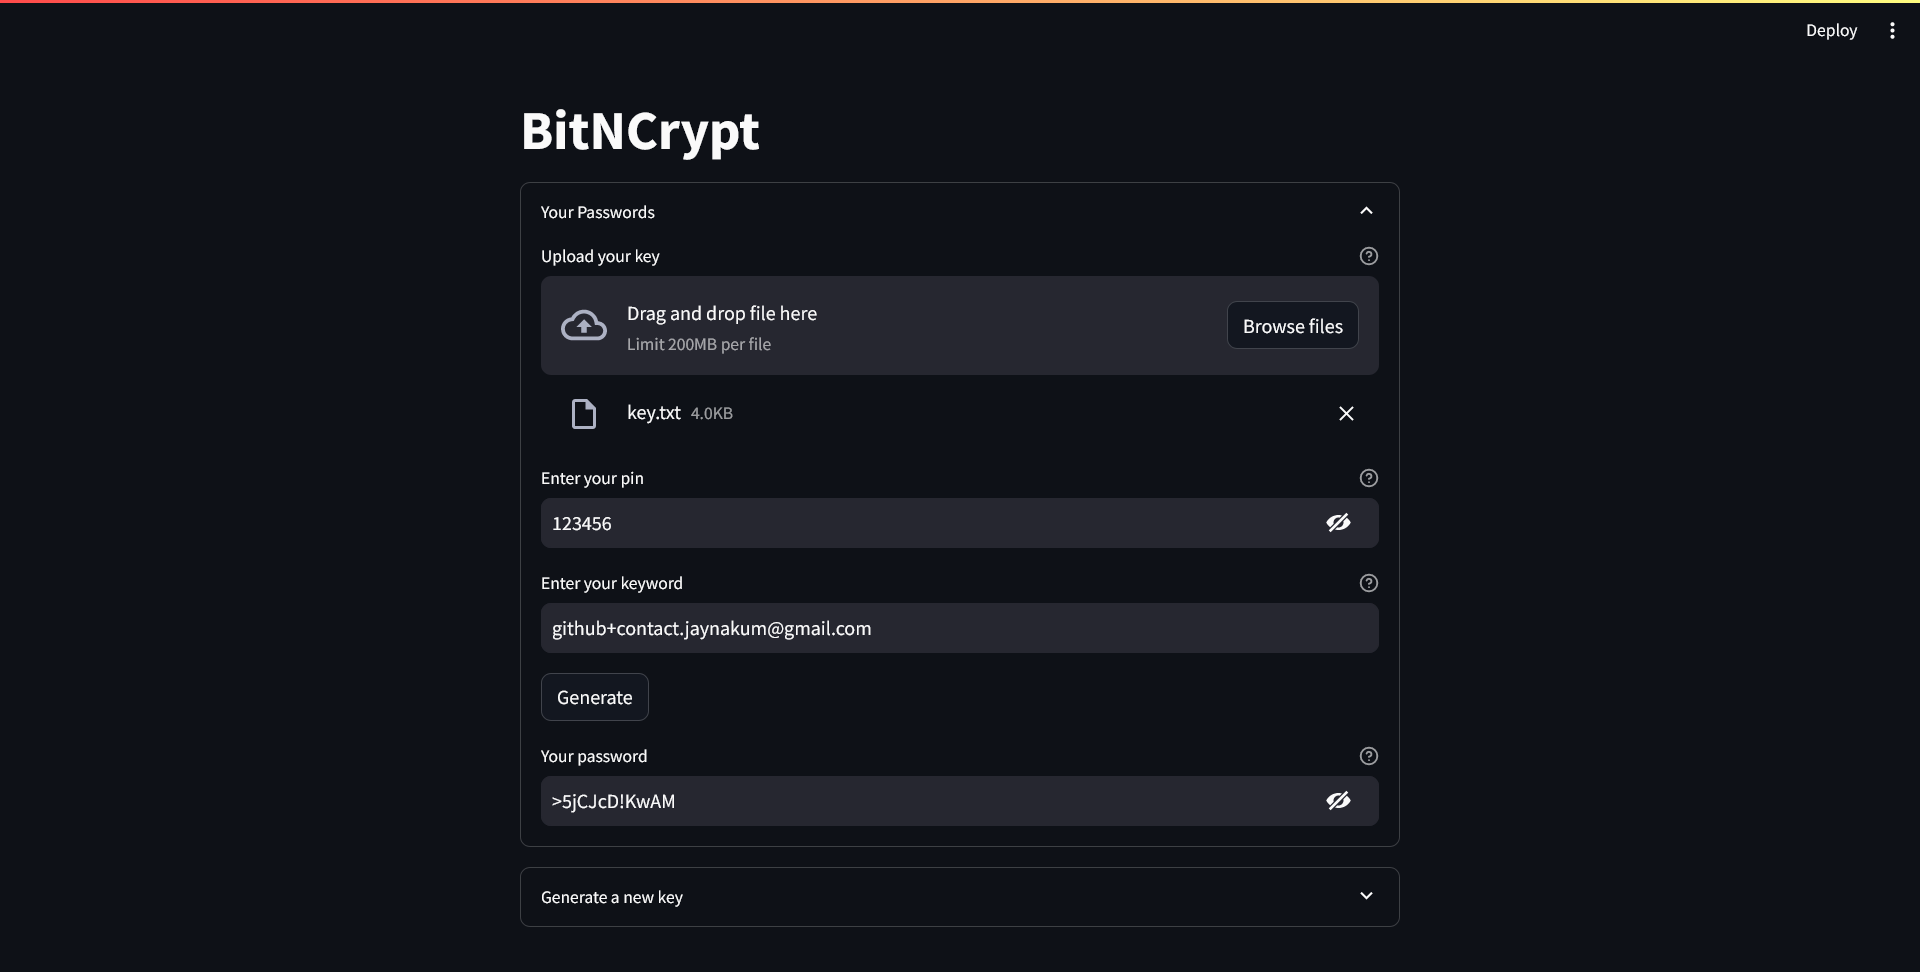 Deploy
BitNCrypt
Your Passwords
Upload your key
Drag and drop file here
Limit 200MB per file
Browse files
key.txt 4.0KB
Enter your pin
123456
Enter your keyword
github+contact.jaynakum@gmail.com
Generate
Your password
>5jCJcD!KwAM
Generate a new key